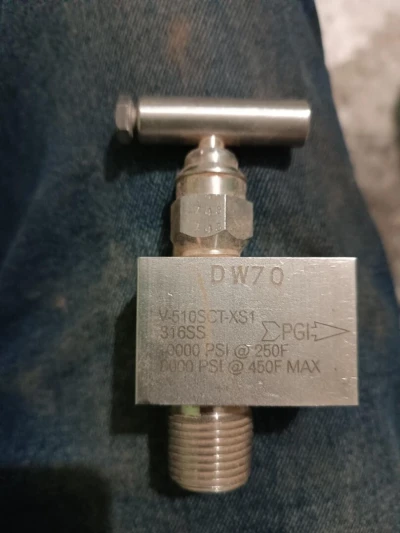 DW70
V-510SCT-XS1
316SS
PGI
PSI @ 250F
PSI @ 450F MAX